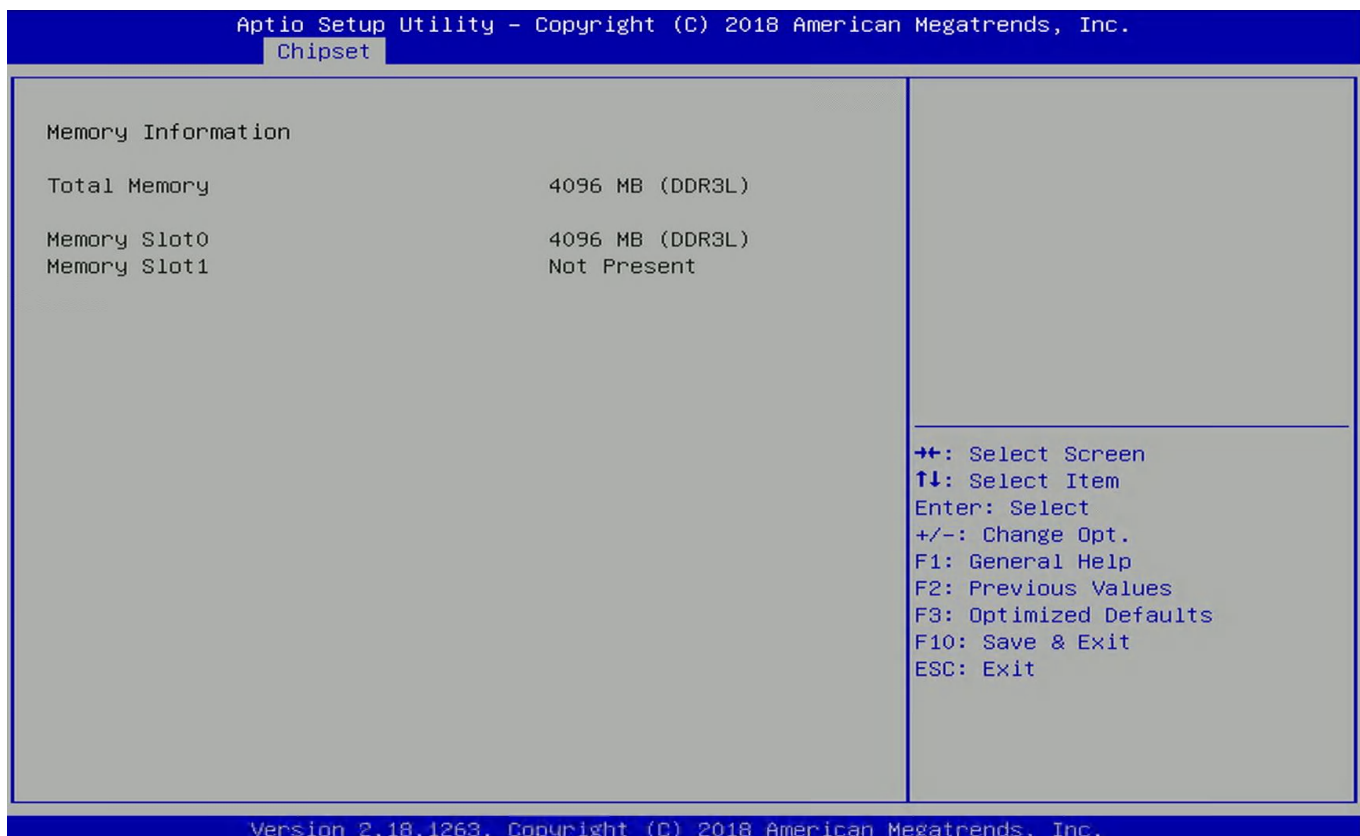 Aptio Setup Utility – Copyright (C) 2018 American Megatrends, Inc.
Chipset
Memory Information
Total Memory 4096 MB (DDR3L)
Memory Slot0 4096 MB (DDR3L)
Memory Slot1 Not Present
→←: Select Screen
↑↓: Select Item
Enter: Select
+/-: Change Opt.
F1: General Help
F2: Previous Values
F3: Optimized Defaults
F10: Save & Exit
ESC: Exit
Version 2.18.1263. Copyright (C) 2018 American Megatrends, Inc.